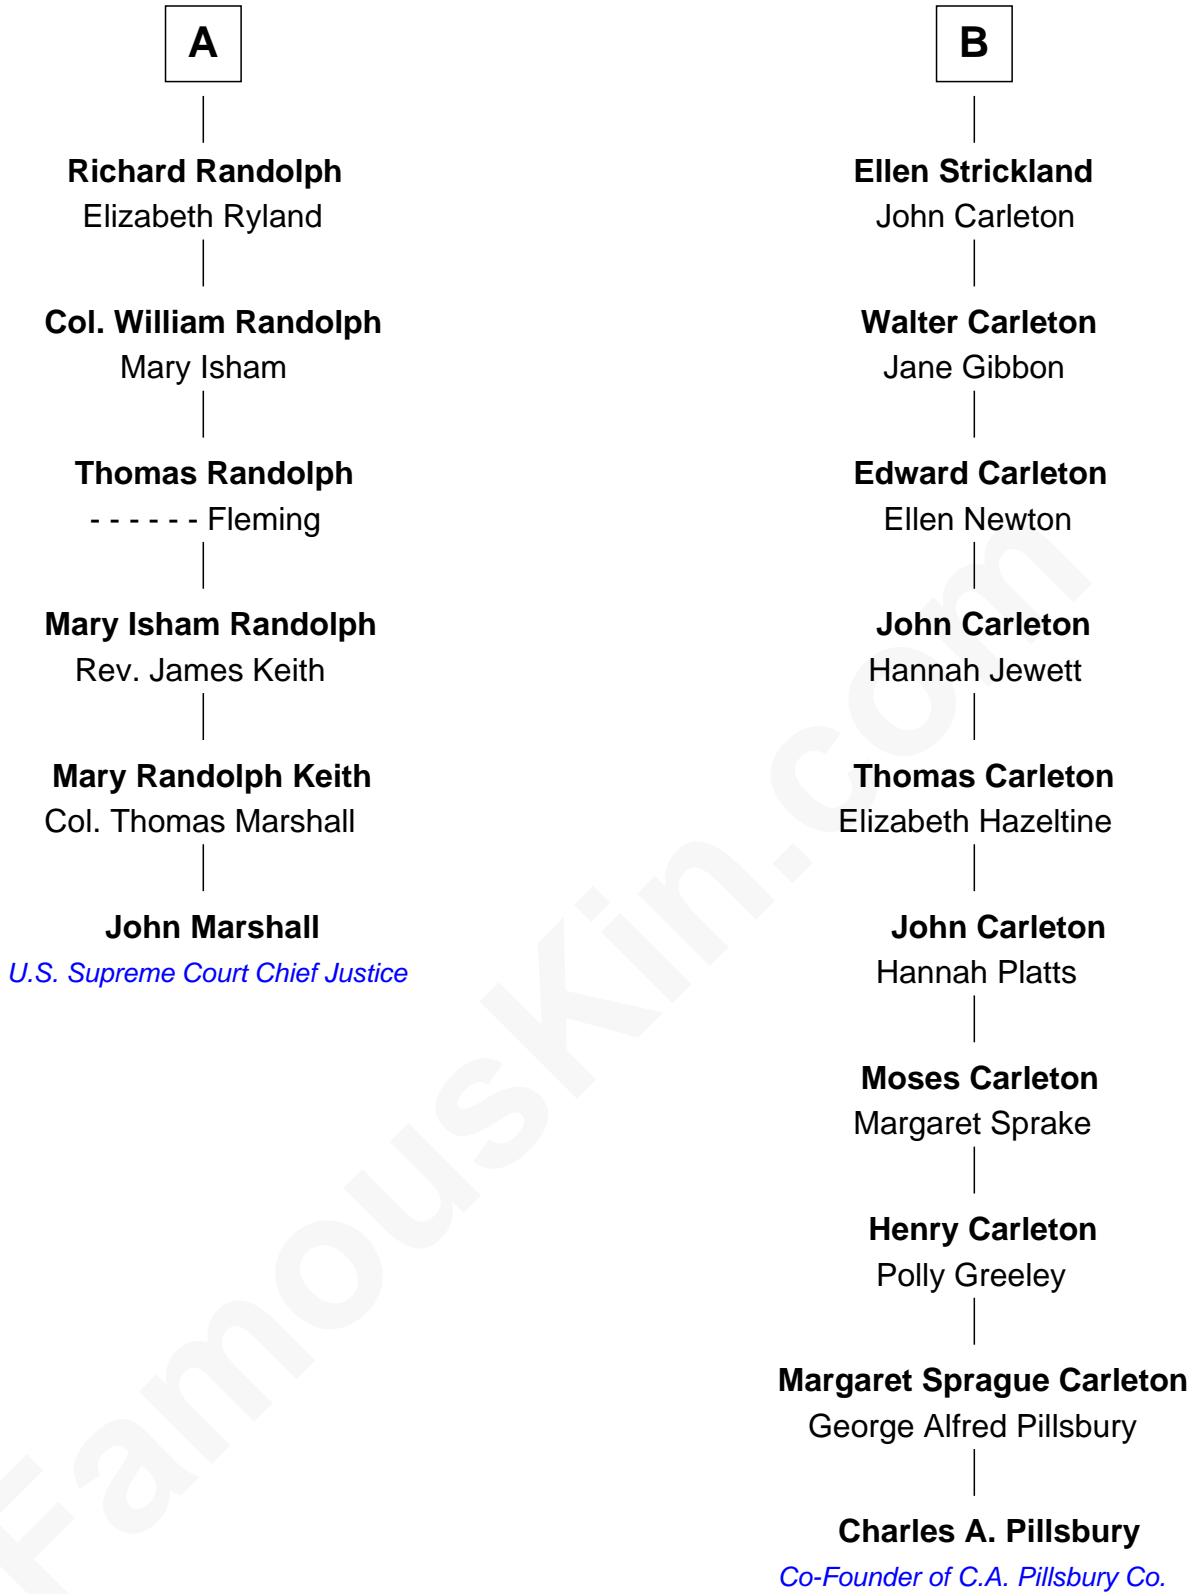 A
Richard Randolph
Elizabeth Ryland
Col. William Randolph
Mary Isham
Thomas Randolph
- - - - - - Fleming
Mary Isham Randolph
Rev. James Keith
Mary Randolph Keith
Col. Thomas Marshall
John Marshall
U.S. Supreme Court Chief Justice
B
Ellen Strickland
John Carleton
Walter Carleton
Jane Gibbon
Edward Carleton
Ellen Newton
John Carleton
Hannah Jewett
Thomas Carleton
Elizabeth Hazeltine
John Carleton
Hannah Platts
Moses Carleton
Margaret Sprake
Henry Carleton
Polly Greeley
Margaret Sprague Carleton
George Alfred Pillsbury
Charles A. Pillsbury
Co-Founder of C.A. Pillsbury Co.
FamousKin.com